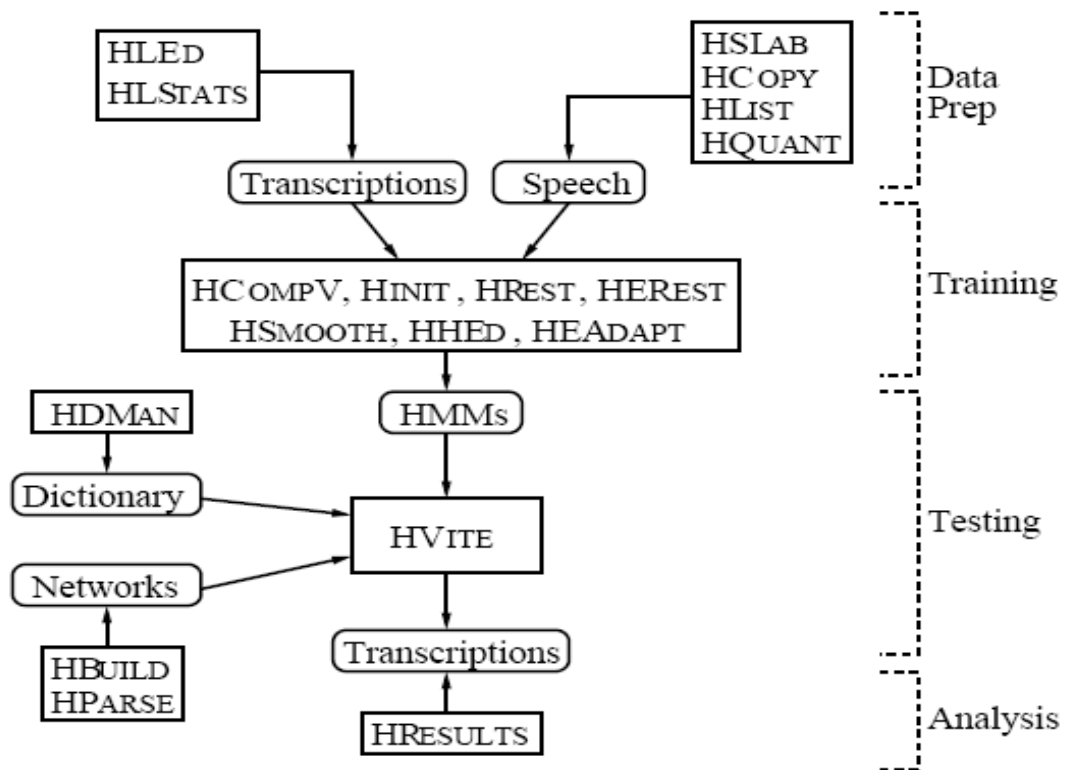 HLED
HLSTATS
HSLAB
HCOPY
HLIST
HQUANT
Data
Prep
Transcriptions
Speech
HCOMPV, HINIT, HREST, HEREST
HSMOOTH, HHED, HEADAPT
Training
HDMAN
HMMs
Dictionary
HVITE
Testing
Networks
HBUILD
HPARSE
Transcriptions
HRESULTS
Analysis